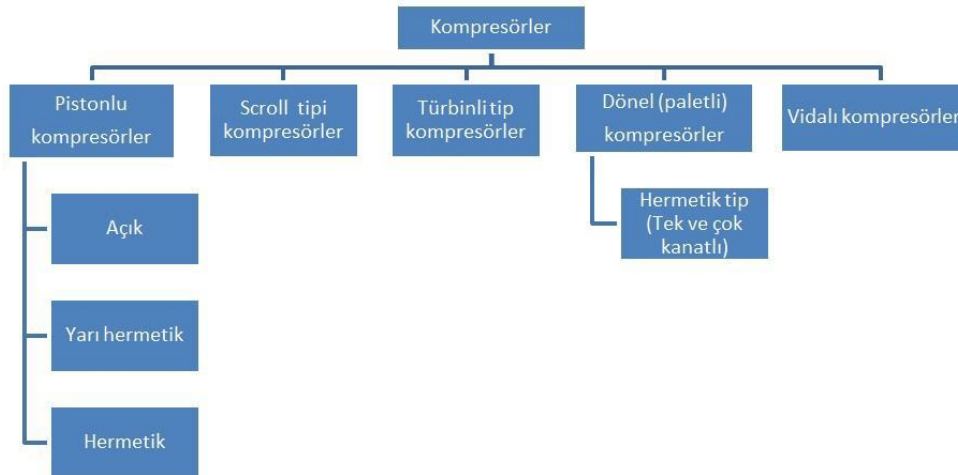 Kompresörler
Pistonlu
kompresörler
Scroll tipi
kompresörler
Türbinli tip
kompresörler
Dönel (paletli)
kompresörler
Vidalı kompresörler
Açık
Yarı hermetik
Hermetik
Hermetik tip
(Tek ve çok
kanatlı)